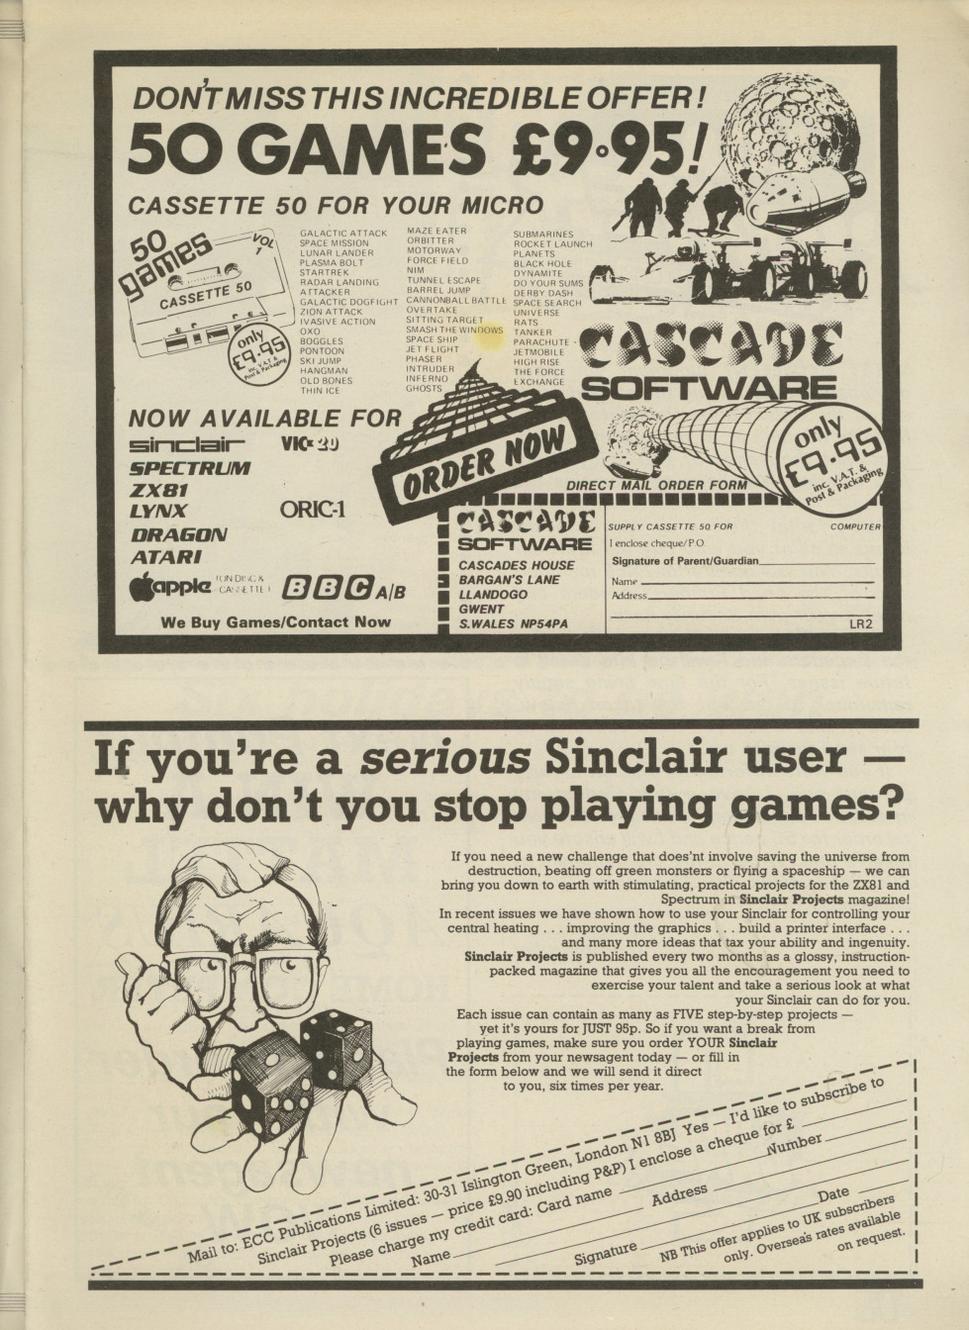 DON'T MISS THIS INCREDIBLE OFFER!
50 GAMES £9·95!
CASSETTE 50 FOR YOUR MICRO
50
games
VOL
1
CASSETTE 50
only
£9·95
inc. V.A.T. &
Post & Packaging
GALACTIC ATTACK
SPACE MISSION
LUNAR LANDER
PLASMA BOLT
STARTREK
RADAR LANDING
ATTACKER
GALACTIC DOGFIGHT
ZION ATTACK
IVASIVE ACTION
OXO
BOGGLES
PONTOON
SKI JUMP
HANGMAN
OLD BONES
THIN ICE
MAZE EATER
ORBITTER
MOTORWAY
FORCE FIELD
NIM
TUNNEL ESCAPE
BARREL JUMP
CANNONBALL BATTLE
OVERTAKE
SITTING TARGET
SMASH THE WINDOWS
SPACE SHIP
JET FLIGHT
PHASER
INTRUDER
INFERNO
GHOSTS
SUBMARINES
ROCKET LAUNCH
PLANETS
BLACK HOLE
DYNAMITE
DO YOUR SUMS
DERBY DASH
SPACE SEARCH
UNIVERSE
RATS
TANKER
PARACHUTE
JETMOBILE
HIGH RISE
THE FORCE
EXCHANGE
CASCADE
SOFTWARE
NOW AVAILABLE FOR
sinclair VIC 20
SPECTRUM
ZX81
LYNX ORIC-1
DRAGON
ATARI
apple (ON DISC &
CASSETTE) BBC A/B
We Buy Games/Contact Now
ORDER NOW
only
£9·95
inc. V.A.T. &
Post & Packaging
DIRECT MAIL ORDER FORM
CASCADE
SOFTWARE
CASCADES HOUSE
BARGAN'S LANE
LLANDOGO
GWENT
S.WALES NP54PA
SUPPLY CASSETTE 50 FOR COMPUTER
I enclose cheque/P.O.
Signature of Parent/Guardian
Name
Address
LR2
If you're a serious Sinclair user —
why don't you stop playing games?
If you need a new challenge that does'nt involve saving the universe from
destruction, beating off green monsters or flying a spaceship — we can
bring you down to earth with stimulating, practical projects for the ZX81 and
Spectrum in Sinclair Projects magazine!
In recent issues we have shown how to use your Sinclair for controlling your
central heating . . . improving the graphics . . . build a printer interface . . .
and many more ideas that tax your ability and ingenuity.
Sinclair Projects is published every two months as a glossy, instruction-
packed magazine that gives you all the encouragement you need to
exercise your talent and take a serious look at what
your Sinclair can do for you.
Each issue can contain as many as FIVE step-by-step projects —
yet it's yours for JUST 95p. So if you want a break from
playing games, make sure you order YOUR Sinclair
Projects from your newsagent today — or fill in
the form below and we will send it direct
to you, six times per year.
Mail to: ECC Publications Limited: 30-31 Islington Green, London N1 8BJ Yes — I'd like to subscribe to
Sinclair Projects (6 issues — price £9.90 including P&P) I enclose a cheque for £
Please charge my credit card: Card name Number
Name Address
Signature Date
NB This offer applies to UK subscribers
only. Overseas rates available
on request.